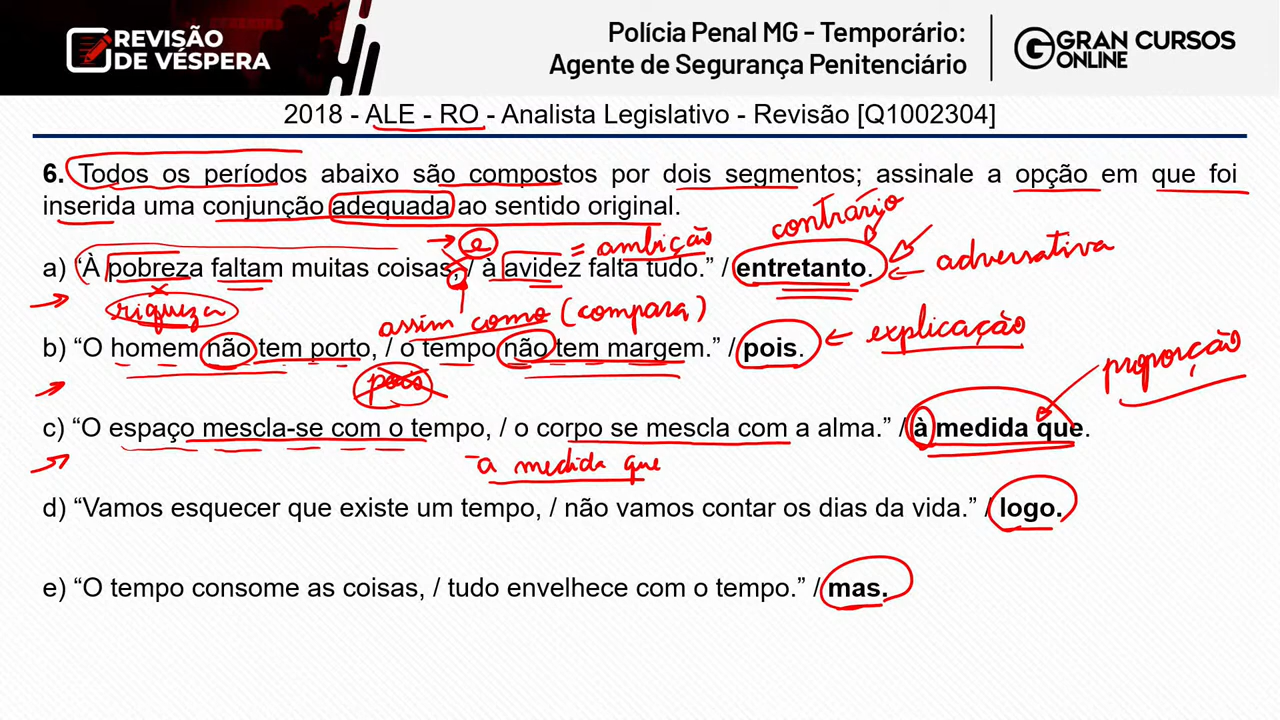 REVISÃO
DE VÉSPERA
Polícia Penal MG - Temporário:
Agente de Segurança Penitenciário
GRAN CURSOS
ONLINE
2018 - ALE - RO - Analista Legislativo - Revisão [Q1002304]
6. Todos os períodos abaixo são compostos por dois segmentos; assinale a opção em que foi
inserida uma conjunção adequada ao sentido original.
contrário
e = ambição
a) “À pobreza faltam muitas coisas, / à avidez falta tudo.” / entretanto.
adversativa
riqueza
assim como (compara)
explicação
b) “O homem não tem porto, / o tempo não tem margem.” / pois.
proporção
pois
c) “O espaço mescla-se com o tempo, / o corpo se mescla com a alma.” / à medida que.
à medida que
d) “Vamos esquecer que existe um tempo, / não vamos contar os dias da vida.” / logo.
e) “O tempo consome as coisas, / tudo envelhece com o tempo.” / mas.